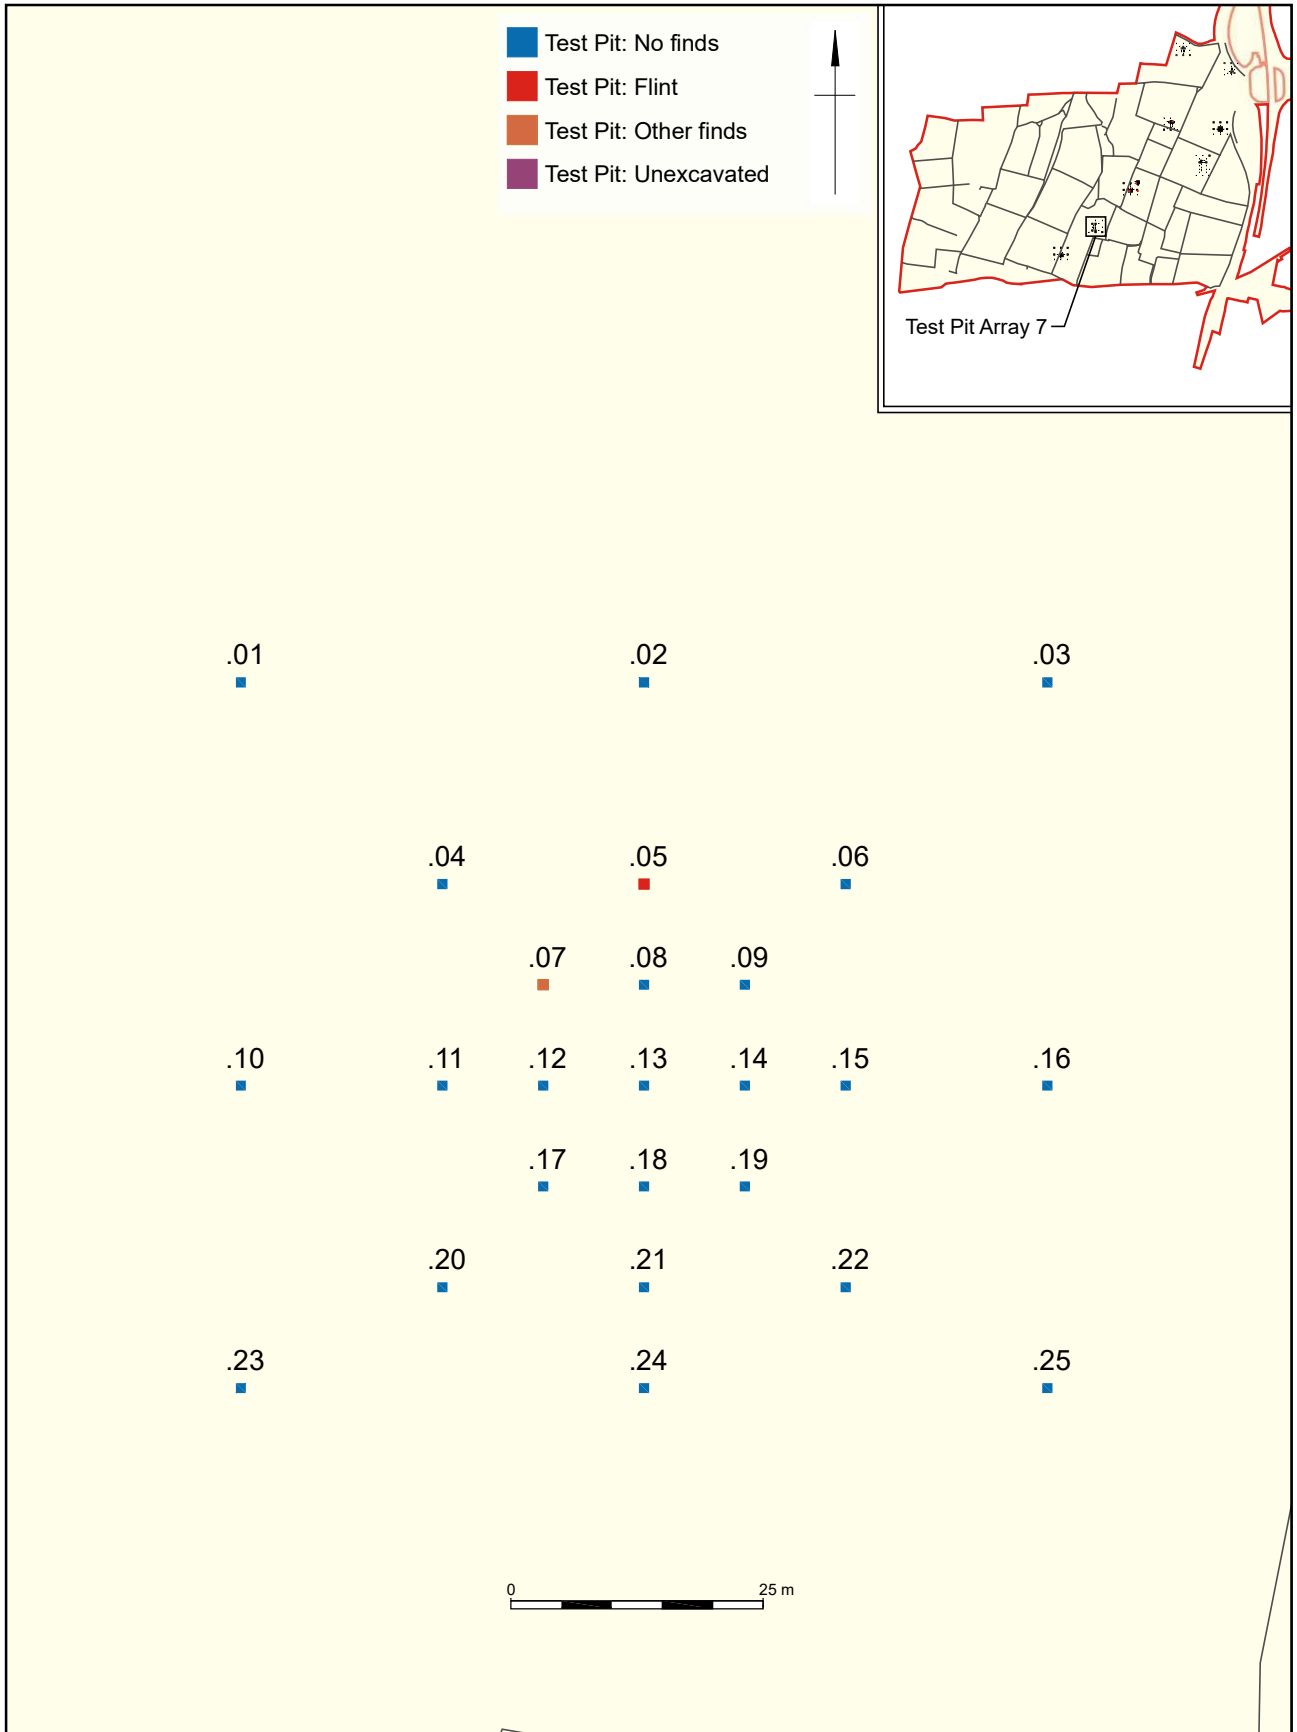 Test Pit: No finds
Test Pit: Flint
Test Pit: Other finds
Test Pit: Unexcavated
Test Pit Array 7
.01 .02 .03
.04 .05 .06
.07 .08 .09
.10 .11 .12 .13 .14 .15 .16
.17 .18 .19
.20 .21 .22
.23 .24 .25
0 25 m